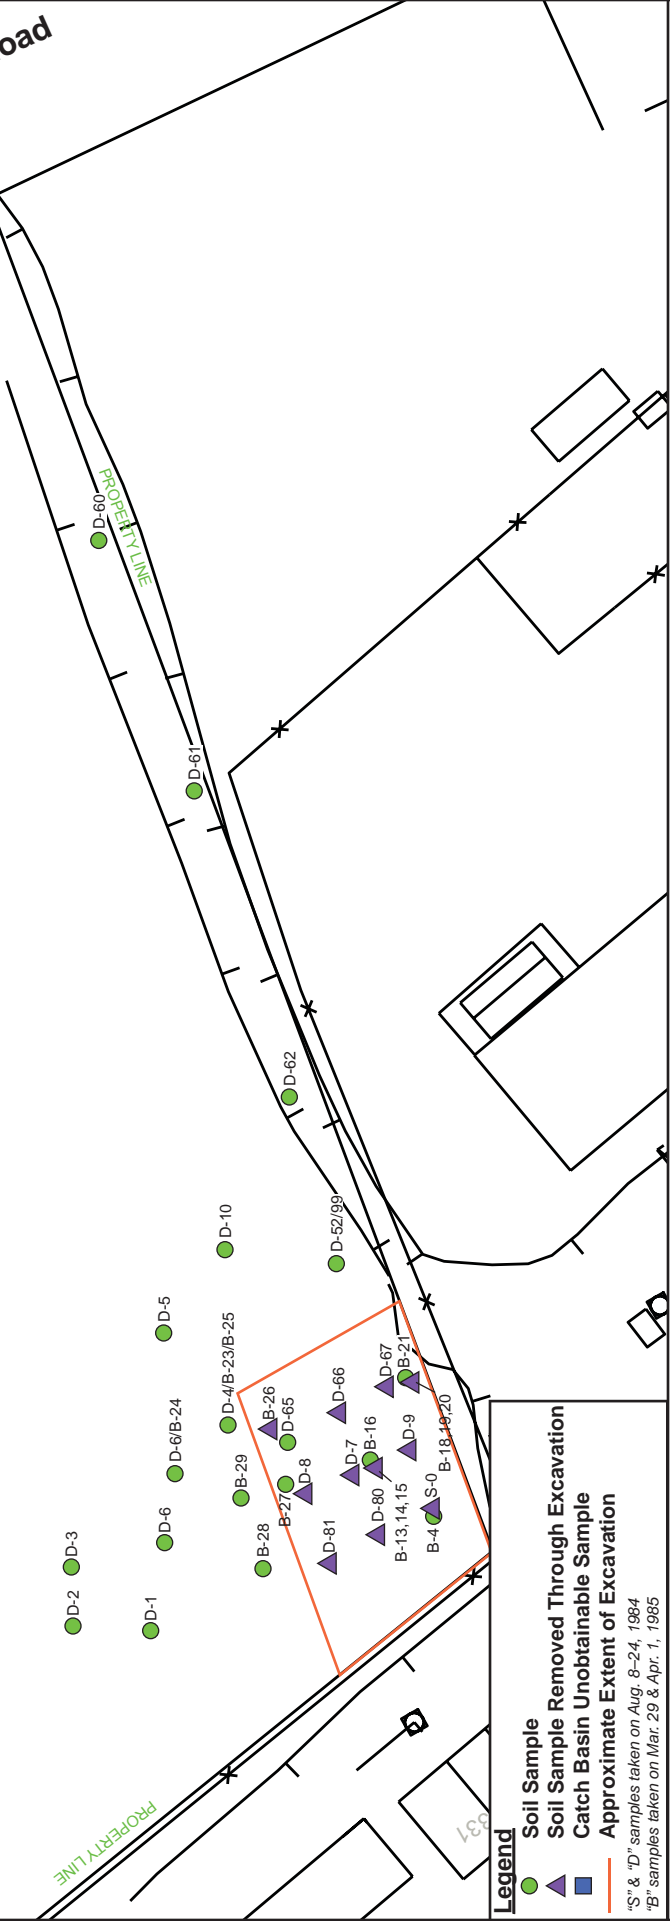 oad
PROPERTY LINE
D-60
D-61
D-62
D-10
D-52/99
D-5
D-4/B-23/B-25
D-6/B-24
B-29
D-6
B-28
D-3
D-2
D-1
B-26
D-65
D-66
D-67
B-21
B-27
D-8
D-7
B-16
D-9
B-18,19,20
D-81
D-80
B-13,14,15
S-0
B-4
PROPERTY LINE
331
Legend
Soil Sample
Soil Sample Removed Through Excavation
Catch Basin Unobtainable Sample
Approximate Extent of Excavation
"S" & "D" samples taken on Aug. 8–24, 1984
"B" samples taken on Mar. 29 & Apr. 1, 1985